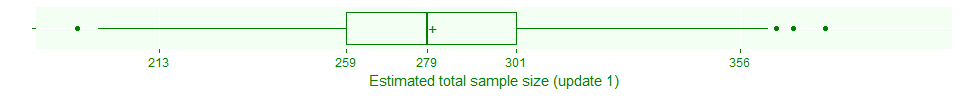 213 259 279 301 356
Estimated total sample size (update 1)